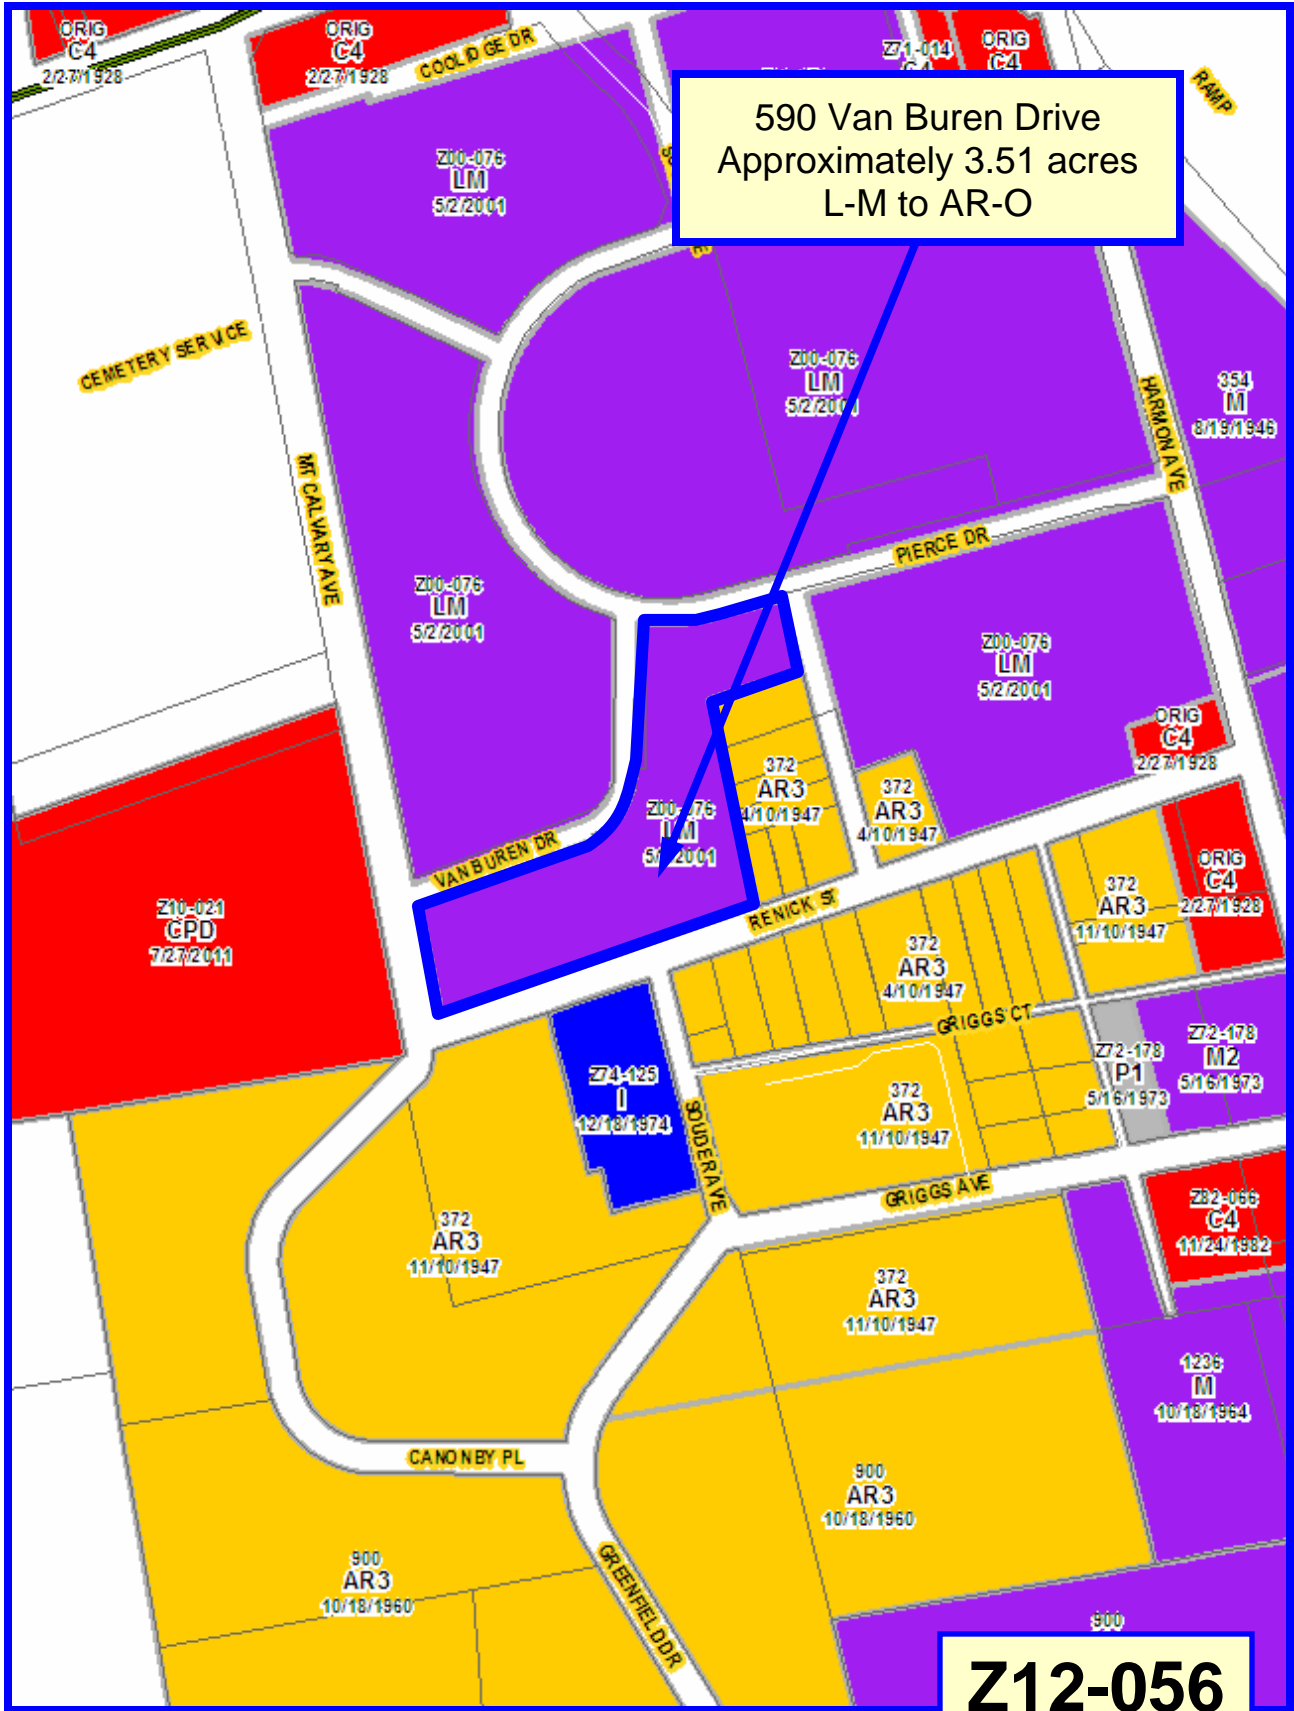 ORIG
C4
2/27/1928
ORIG
C4
2/27/1928
COOLIDGE DR
Z71-014
C4
ORIG
C4
RAMP
590 Van Buren Drive
Approximately 3.51 acres
L-M to AR-O
Z00-076
LM
5/2/2001
CEMETERY SERVICE
Z00-076
LM
5/2/2001
HARMON AVE
354
M
8/19/1946
MT CALVARY AVE
PIERCE DR
Z00-076
LM
5/2/2001
Z00-076
LM
5/2/2001
ORIG
C4
2/27/1928
372
AR3
4/10/1947
372
AR3
4/10/1947
Z00-076
LM
5/2/2001
VAN BUREN DR
RENICK ST
Z10-021
CPD
7/27/2011
ORIG
C4
2/27/1928
372
AR3
11/10/1947
372
AR3
4/10/1947
GRIGGS CT
Z72-178
P1
5/16/1973
Z72-178
M2
5/16/1973
Z74-125
I
12/18/1974
SOUDER AVE
372
AR3
11/10/1947
GRIGGS AVE
Z82-066
C4
11/24/1982
372
AR3
11/10/1947
372
AR3
11/10/1947
1236
M
10/18/1964
CANONBY PL
900
AR3
10/18/1960
900
AR3
10/18/1960
GREENFIELD DR
900
Z12-056